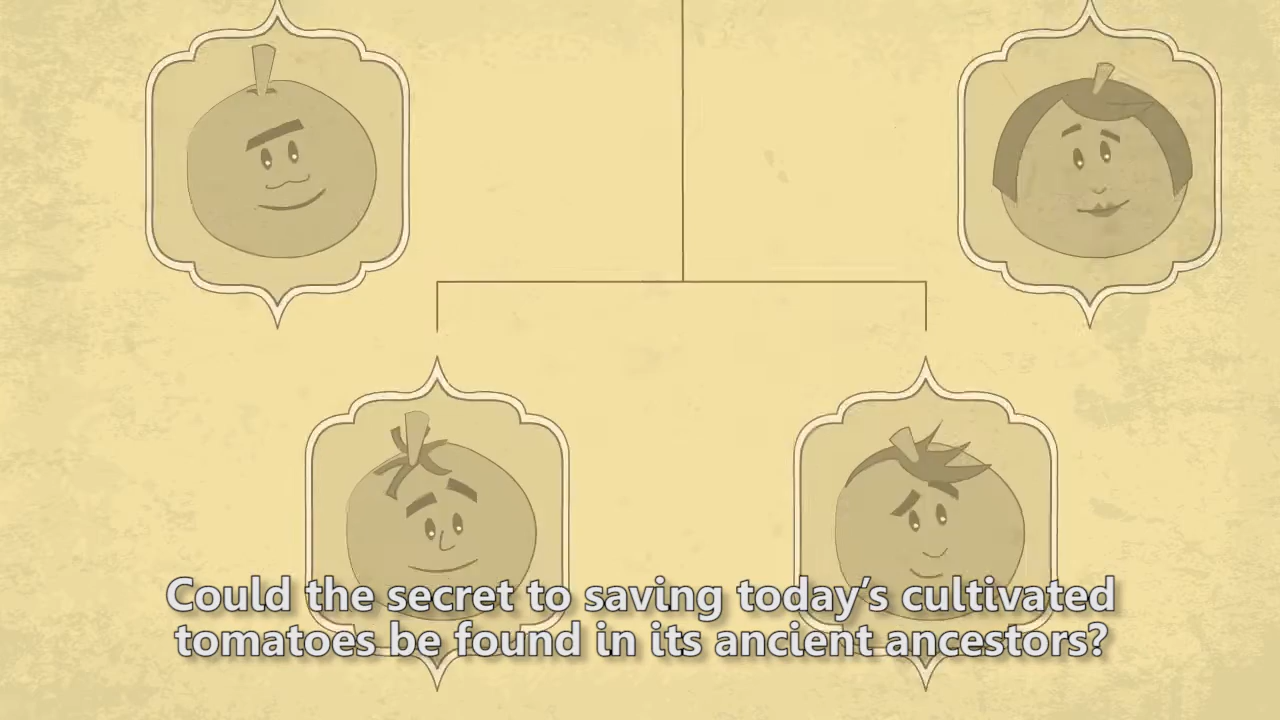 Could the secret to saving today’s cultivated
tomatoes be found in its ancient ancestors?